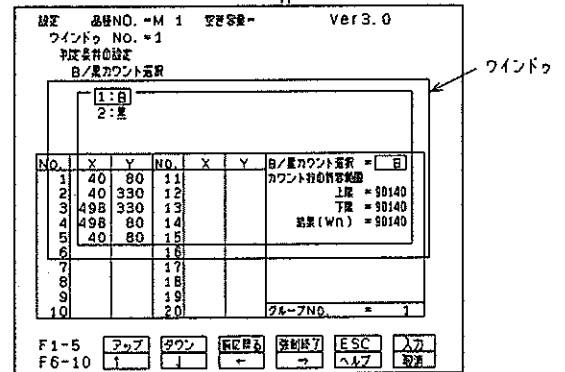 設定 品種NO.=M 1 空き容量= Ver3.0
ウインドゥ NO.=1
判定条件の設定
白/黒カウント選択
ウインドゥ
1:白
2:黒
NO. X Y NO. X Y 白/黒カウント選択 = 白
1 40 80 11 カウント数の許容範囲
2 40 330 12 上限 = 90140
3 498 330 13 下限 = 90140
4 498 80 14 結果(Wn) = 90140
5 40 80 15
6 16
7 17
8 18
9 19
10 20 グループNO. = 1
F1-5 アップ ダウン 前に戻る 強制終了 ESC 入力
F6-10 ↑ ↓ ← → ヘルプ 取消